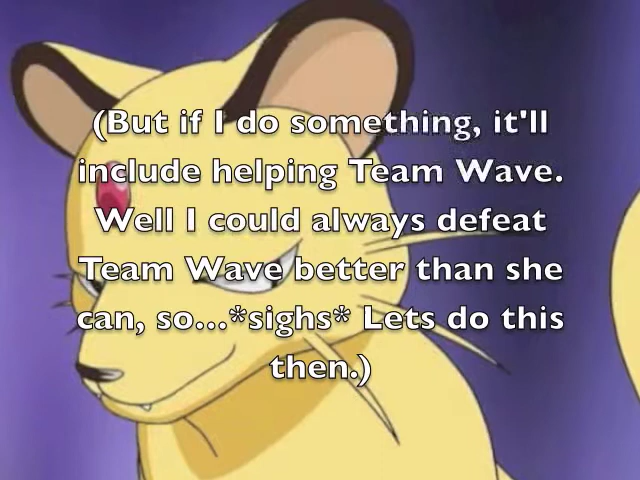 (But if I do something, it'll
include helping Team Wave.
Well I could always defeat
Team Wave better than she
can, so...*sighs* Lets do this
then.)